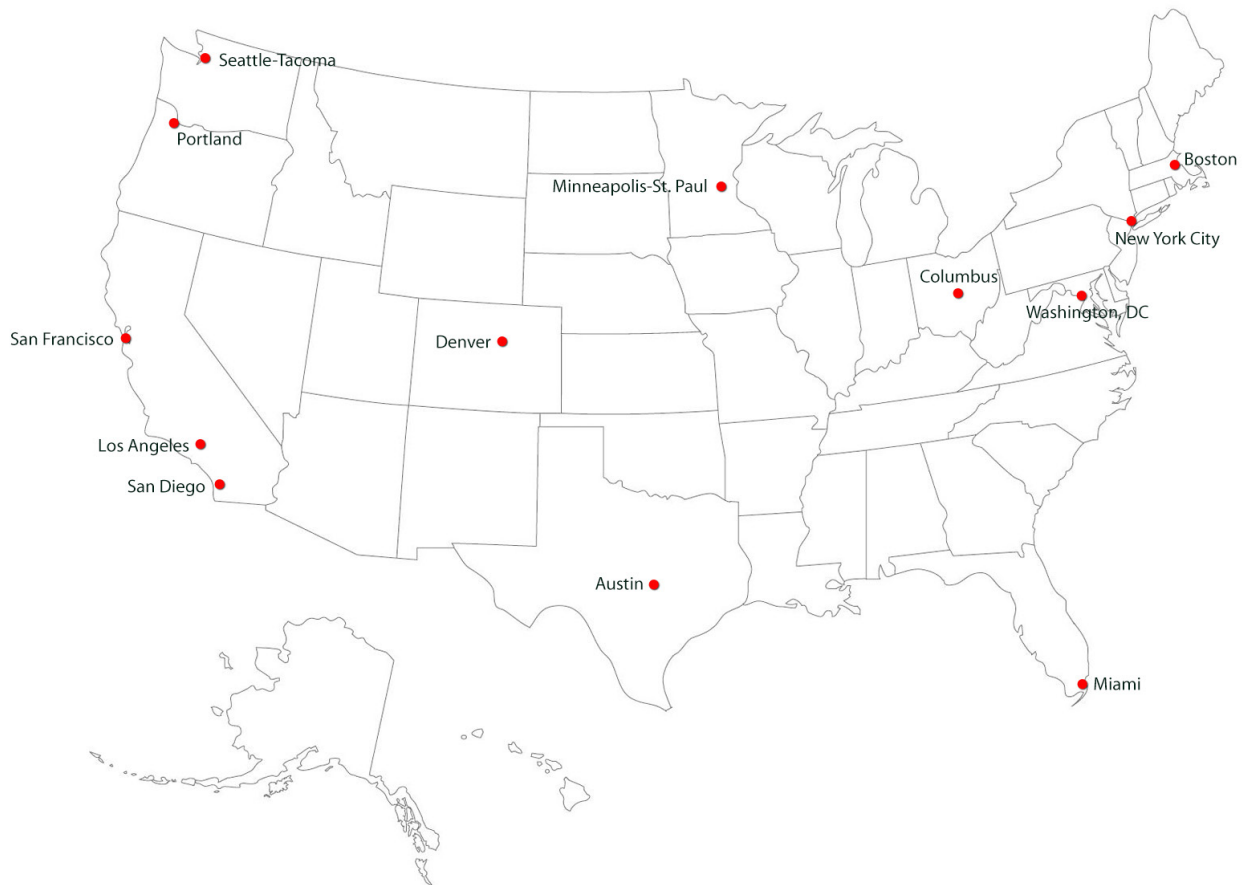 Seattle-Tacoma
Portland
Boston
Minneapolis-St. Paul
New York City
Columbus
Washington, DC
San Francisco
Denver
Los Angeles
San Diego
Austin
Miami